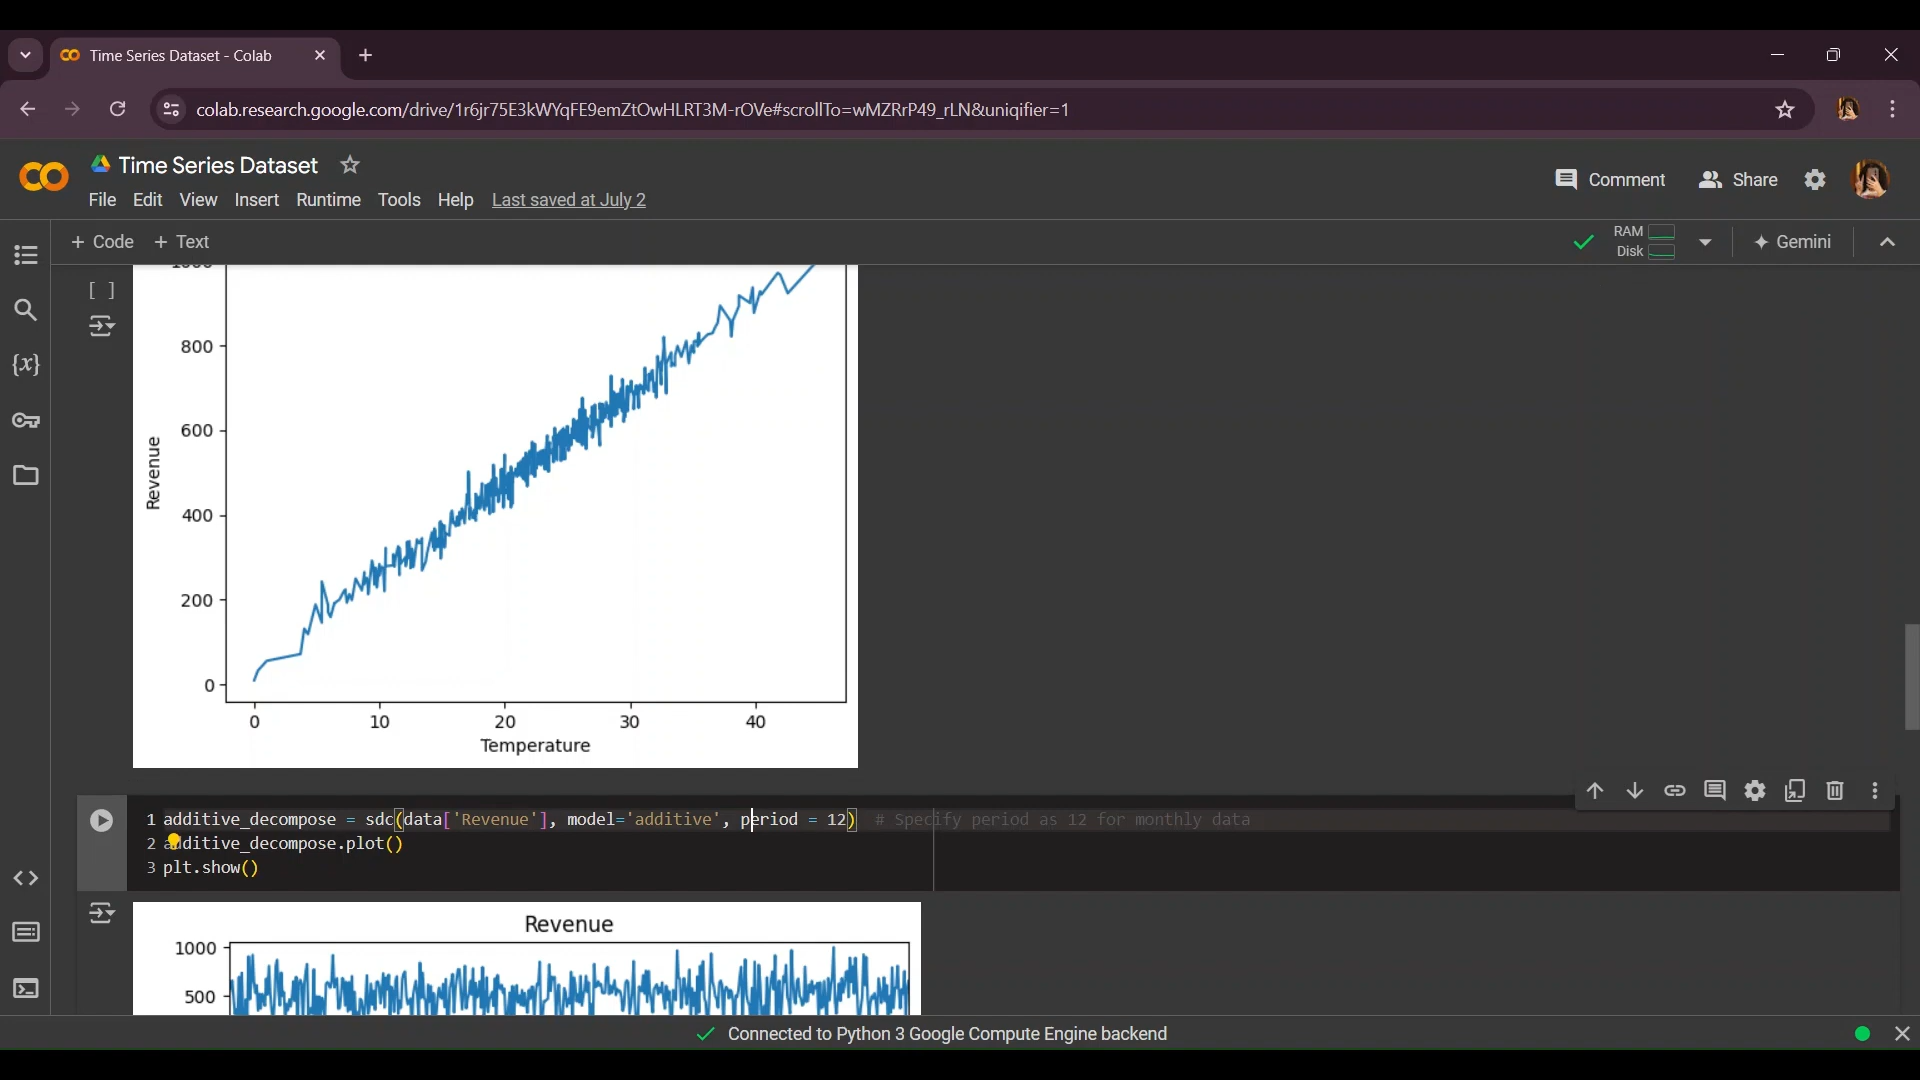 Time Series Dataset - Colab
colab.research.google.com/drive/1r6jr75E3kWYqFE9emZtOwHLRT3M-rOVe#scrollTo=wMZRrP49_rLN&uniqifier=1
Time Series Dataset
Comment
Share
File Edit View Insert Runtime Tools Help Last saved at July 2
+ Code + Text
RAM
Disk
Gemini
[ ]
{x}
1000
800
600
400
200
0
Revenue
0 10 20 30 40
Temperature
1 additive_decompose = sdc(data['Revenue'], model='additive', period = 12) # Specify period as 12 for monthly data
2 additive_decompose.plot()
3 plt.show()
Revenue
1000
500
Connected to Python 3 Google Compute Engine backend